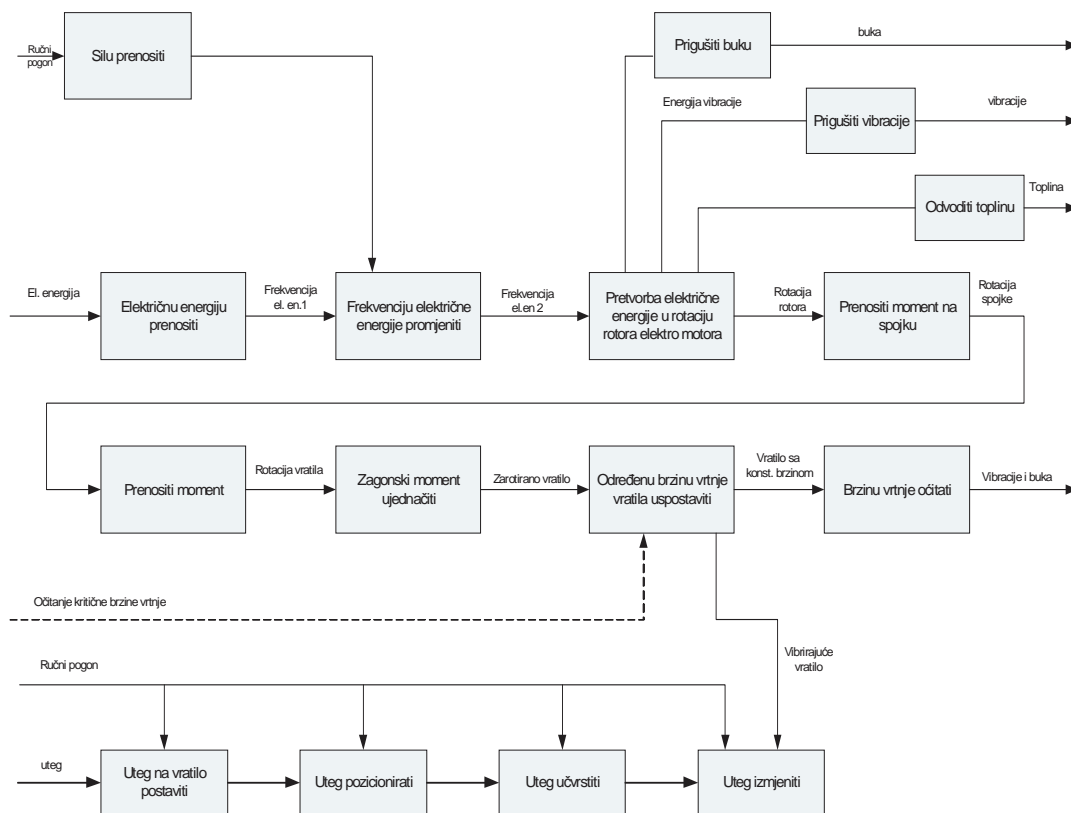 Ručni
pogon
Silu prenositi
Prigušiti buku
buka
Energija vibracije
Prigušiti vibracije
vibracije
Odvoditi toplinu
Toplina
El. energija
Električnu energiju
prenositi
Frekvencija
el. en.1
Frekvenciju električne
energije promjeniti
Frekvencija
el.en 2
Pretvorba električne
energije u rotaciju
rotora elektro motora
Rotacija
rotora
Prenositi moment na
spojku
Rotacija
spojke
Prenositi moment
Rotacija vratila
Zagonski moment
ujednačiti
Zarotirano vratilo
Određenu brzinu vrtnje
vratila uspostaviti
Vratilo sa
konst. brzinom
Brzinu vrtnje oćitati
Vibracije i buka
Očitanje kritične brzine vrtnje
Ručni pogon
Vibrirajuće
vratilo
uteg
Uteg na vratilo
postaviti
Uteg pozicionirati
Uteg učvrstiti
Uteg izmjeniti